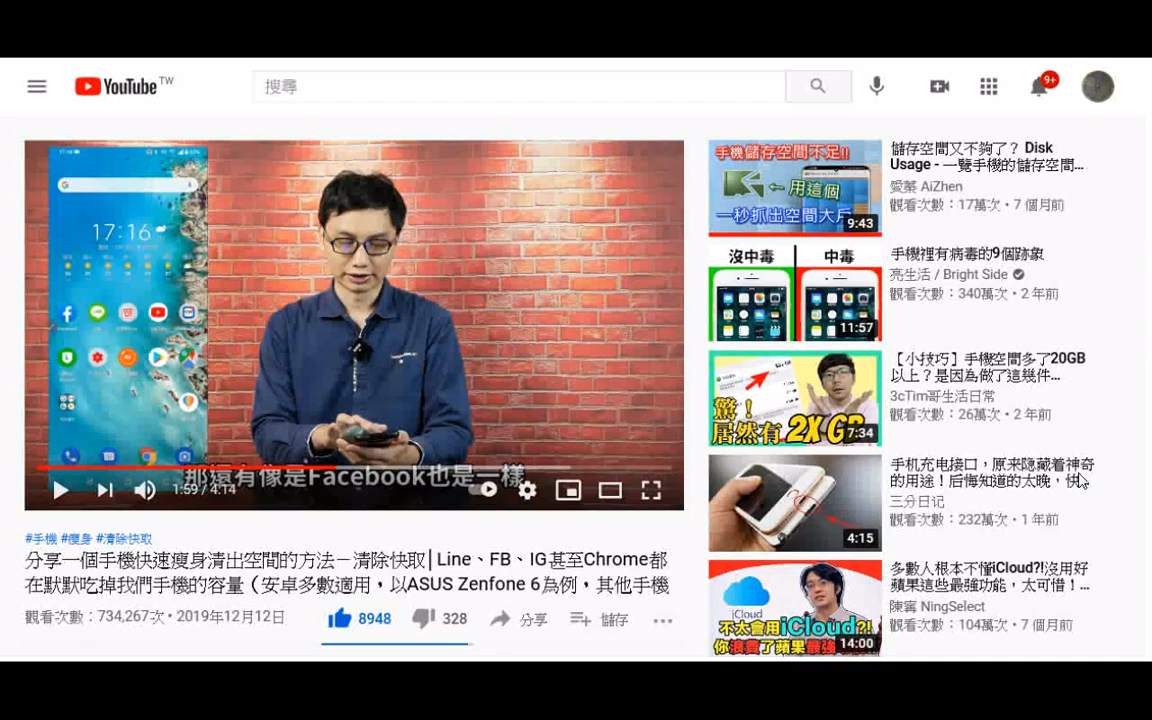 YouTube TW
搜尋
9+
17:16
那還有像是Facebook也是一樣
1:59 / 4:14
#手機 #瘦身 #清除快取
分享一個手機快速瘦身清出空間的方法－清除快取│Line、FB、IG甚至Chrome都
在默默吃掉我們手機的容量（安卓多數適用，以ASUS Zenfone 6為例，其他手機
觀看次數：734,267次 • 2019年12月12日
8948
328
分享
儲存
手機儲存空間不足!!
←用這個
一秒抓出空間大戶
9:43
儲存空間又不夠了？ Disk
Usage - 一覽手機的儲存空間...
愛蓁 AiZhen
觀看次數：17萬次 • 7 個月前
沒中毒
中毒
11:57
手機裡有病毒的9個跡象
亮生活 / Bright Side
觀看次數：340萬次 • 2 年前
驚！
居然有2X GB
7:34
【小技巧】手機空間多了20GB
以上？是因為做了這幾件...
3cTim哥生活日常
觀看次數：26萬次 • 2 年前
4:15
手机充电接口，原来隐藏着神奇
的用途！后悔知道的太晚，快
三分日记
觀看次數：232萬次 • 1 年前
iCloud
不太會用iCloud?!
你浪費了蘋果最強
14:00
多數人根本不懂iCloud?!沒用好
蘋果這些最強功能，太可惜！...
陳寗 NingSelect
觀看次數：104萬次 • 7 個月前